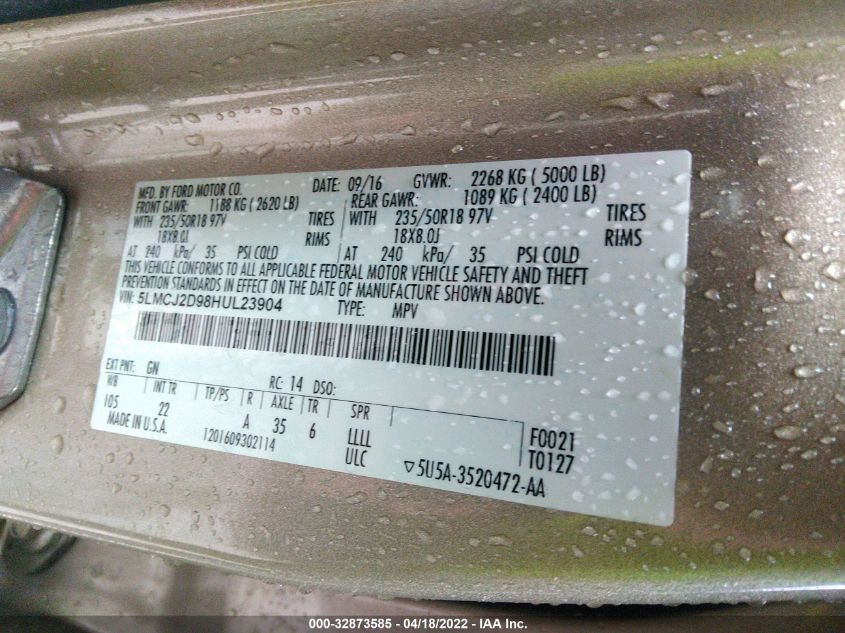 MFD. BY FORD MOTOR CO. DATE: 09/16 GVWR: 2268 KG ( 5000 LB)
FRONT GAWR: 1188 KG ( 2620 LB) REAR GAWR: 1089 KG ( 2400 LB)
WITH 235/50R18 97V TIRES WITH 235/50R18 97V TIRES
18X8.0J RIMS 18X8.0J RIMS
AT 240 kPa/ 35 PSI COLD AT 240 kPa/ 35 PSI COLD
THIS VEHICLE CONFORMS TO ALL APPLICABLE FEDERAL MOTOR VEHICLE SAFETY AND THEFT
PREVENTION STANDARDS IN EFFECT ON THE DATE OF MANUFACTURE SHOWN ABOVE.
VIN: 5LMCJ2D98HUL23904 TYPE: MPV
EXT PNT: GN RC: 14 DSO:
WB INT TR TP/PS R AXLE TR SPR
105 22 A 35 6 LLLL F0021
MADE IN U.S.A. 1201609302114 ULC T0127
▽5U5A-3520472-AA
000-32873585 - 04/18/2022 - IAA Inc.